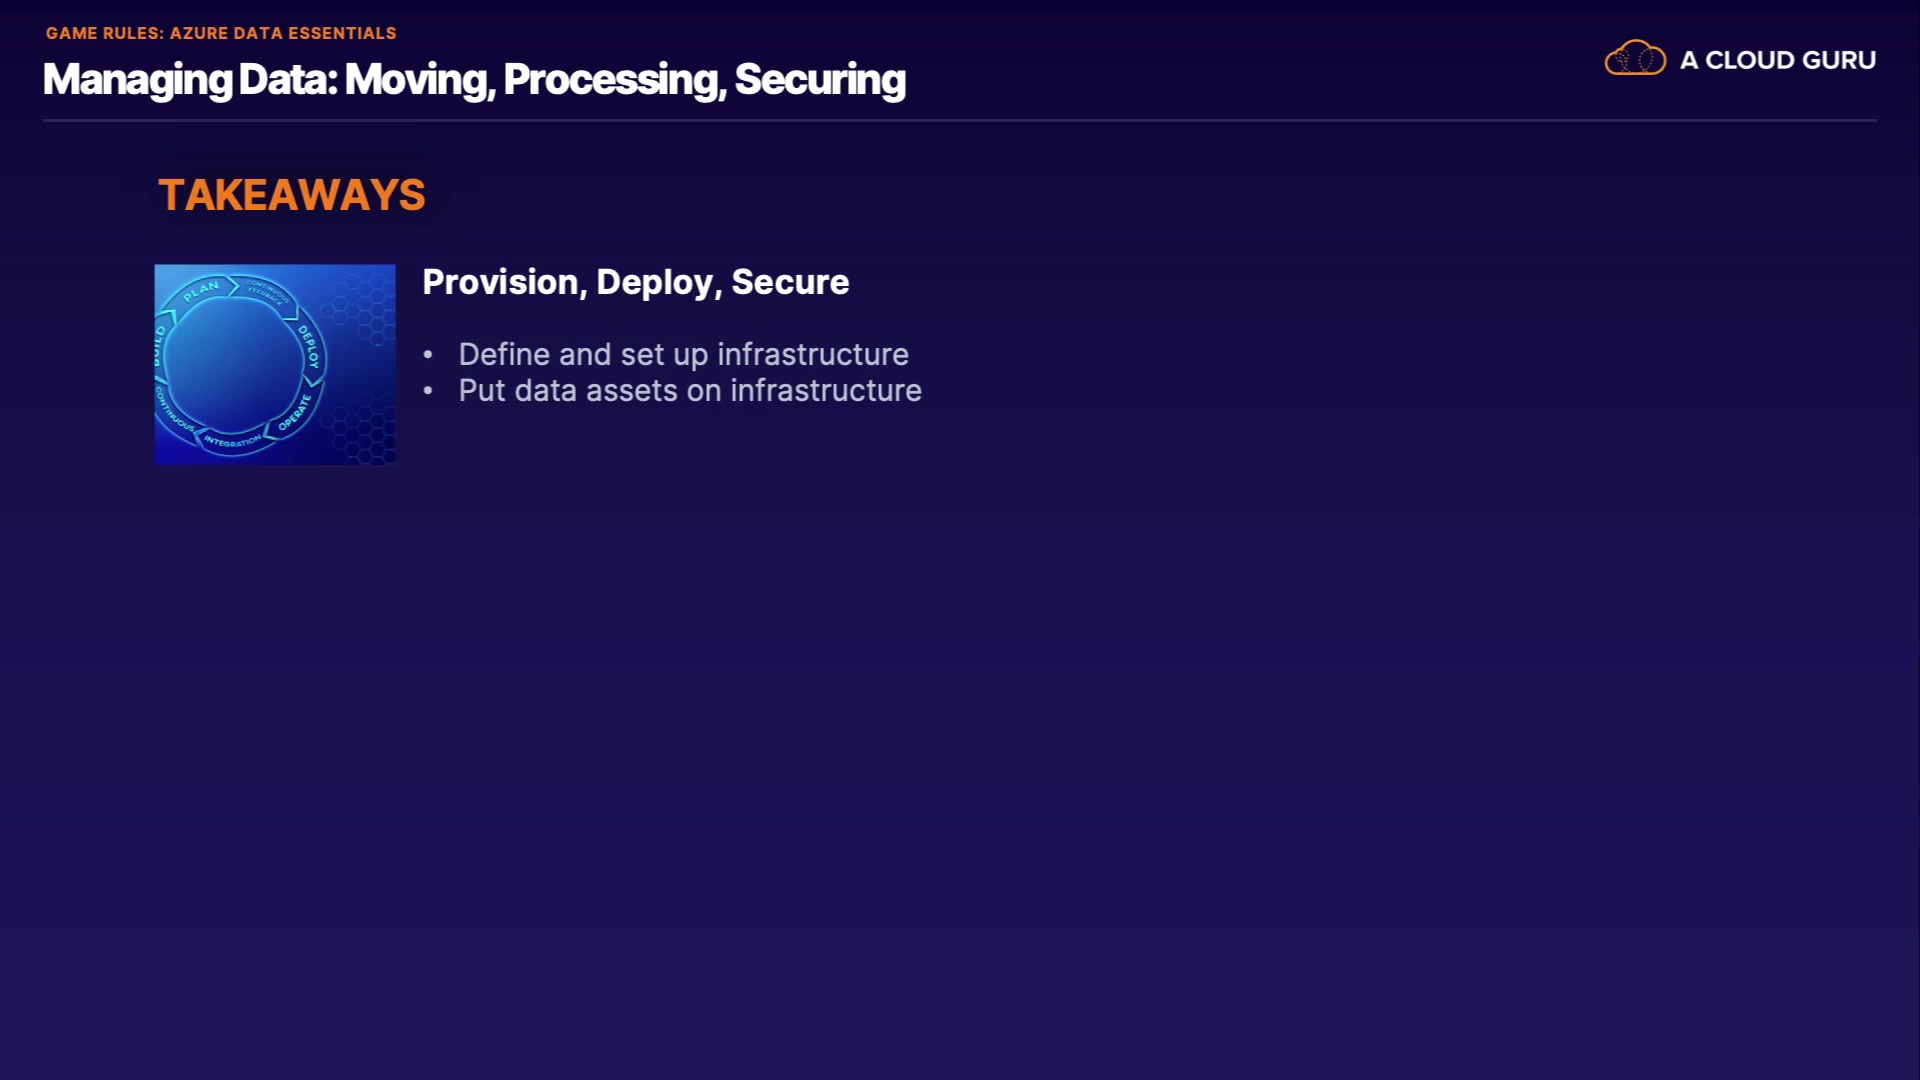 GAME RULES: AZURE DATA ESSENTIALS
Managing Data: Moving, Processing, Securing
A CLOUD GURU
TAKEAWAYS
Provision, Deploy, Secure
• Define and set up infrastructure
• Put data assets on infrastructure
PLAN
CONTINUOUS
FEEDBACK
DEPLOY
OPERATE
INTEGRATION
CONTINUOUS
BUILD